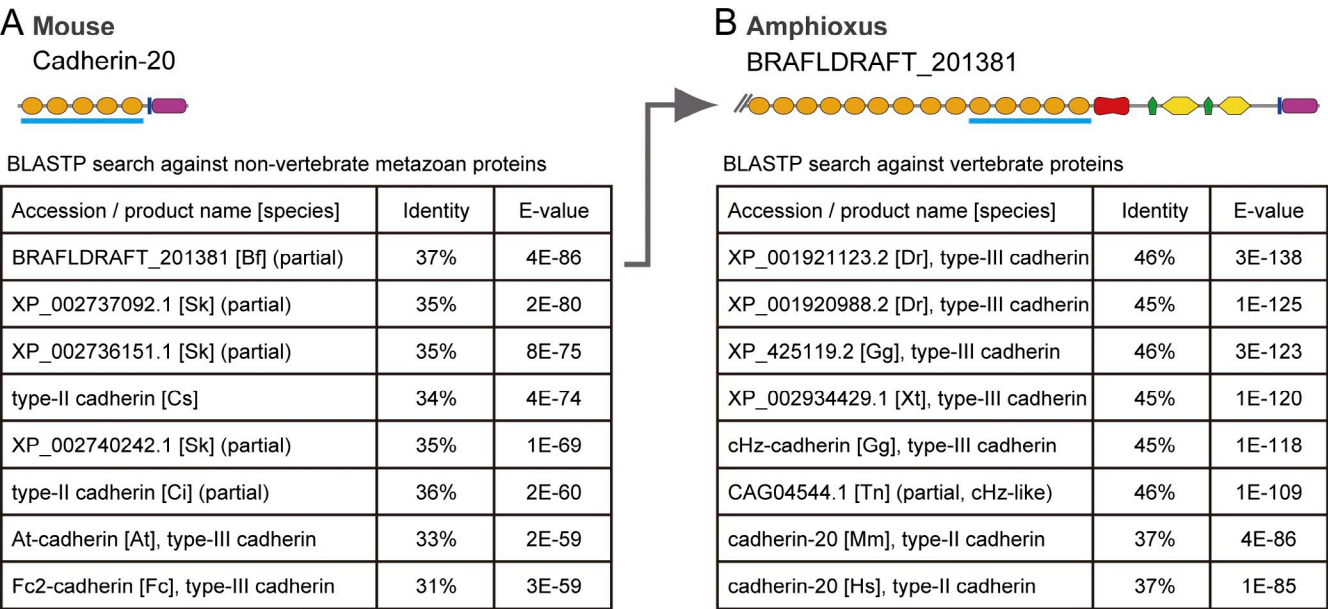 A Mouse
Cadherin-20
BLASTP search against non-vertebrate metazoan proteins
Accession / product name [species] Identity E-value
BRAFLDRAFT_201381 [Bf] (partial) 37% 4E-86
XP_002737092.1 [Sk] (partial) 35% 2E-80
XP_002736151.1 [Sk] (partial) 35% 8E-75
type-II cadherin [Cs] 34% 4E-74
XP_002740242.1 [Sk] (partial) 35% 1E-69
type-II cadherin [Ci] (partial) 36% 2E-60
At-cadherin [At], type-III cadherin 33% 2E-59
Fc2-cadherin [Fc], type-III cadherin 31% 3E-59
B Amphioxus
BRAFLDRAFT_201381
BLASTP search against vertebrate proteins
Accession / product name [species] Identity E-value
XP_001921123.2 [Dr], type-III cadherin 46% 3E-138
XP_001920988.2 [Dr], type-III cadherin 45% 1E-125
XP_425119.2 [Gg], type-III cadherin 46% 3E-123
XP_002934429.1 [Xt], type-III cadherin 45% 1E-120
cHz-cadherin [Gg], type-III cadherin 45% 1E-118
CAG04544.1 [Tn] (partial, cHz-like) 46% 1E-109
cadherin-20 [Mm], type-II cadherin 37% 4E-86
cadherin-20 [Hs], type-II cadherin 37% 1E-85